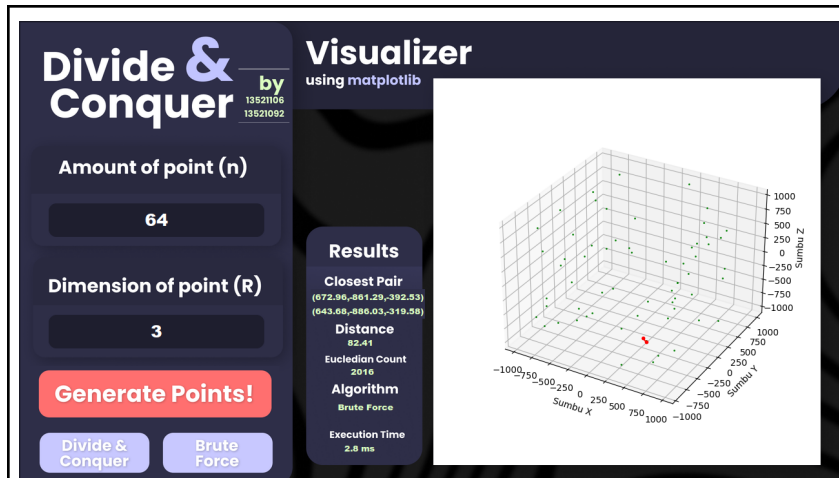 Divide &
Conquer
by
13521106
13521092
Amount of point (n)
64
Dimension of point (R)
3
Generate Points!
Divide &
Conquer
Brute
Force
Visualizer
using matplotlib
Results
Closest Pair
(672.96,-861.29,-392.53)
(643.68,-886.03,-319.58)
Distance
82.41
Eucledian Count
2016
Algorithm
Brute Force
Execution Time
2.8 ms
1000
750
500
250
0
−250
−500
−750
−1000
Sumbu Z
1000
750
500
250
0
−250
−500
−750
−1000
Sumbu Y
−1000
−750
−500
−250
0
250
500
750
1000
Sumbu X